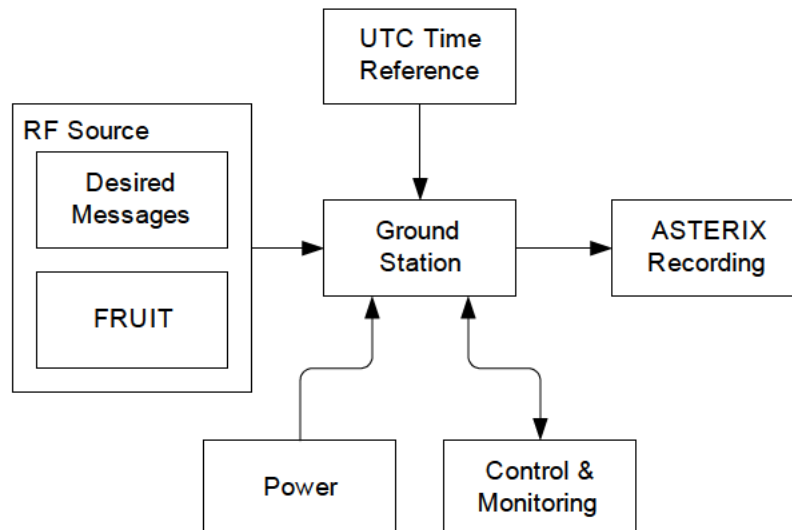 UTC Time
Reference
RF Source
Desired
Messages
FRUIT
Ground
Station
ASTERIX
Recording
Power
Control &
Monitoring